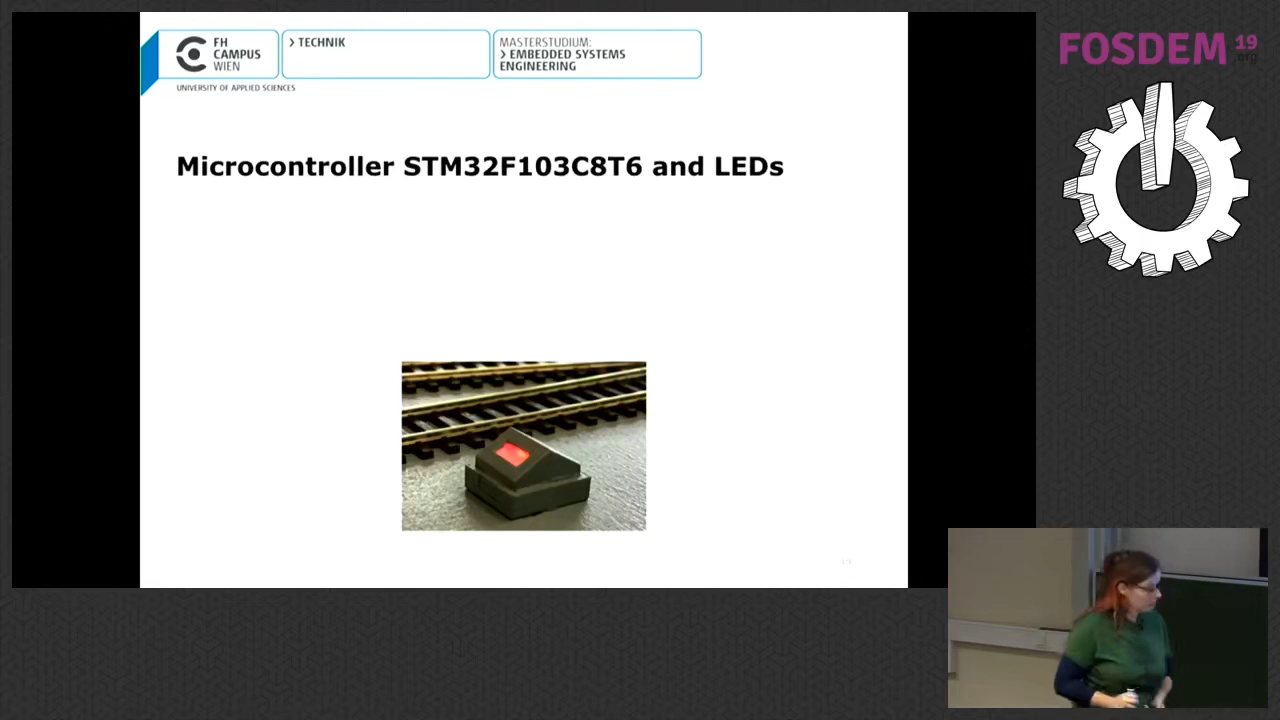 FH
CAMPUS
WIEN
> TECHNIK
MASTERSTUDIUM:
> EMBEDDED SYSTEMS
ENGINEERING
UNIVERSITY OF APPLIED SCIENCES
Microcontroller STM32F103C8T6 and LEDs
FOSDEM 19
.org